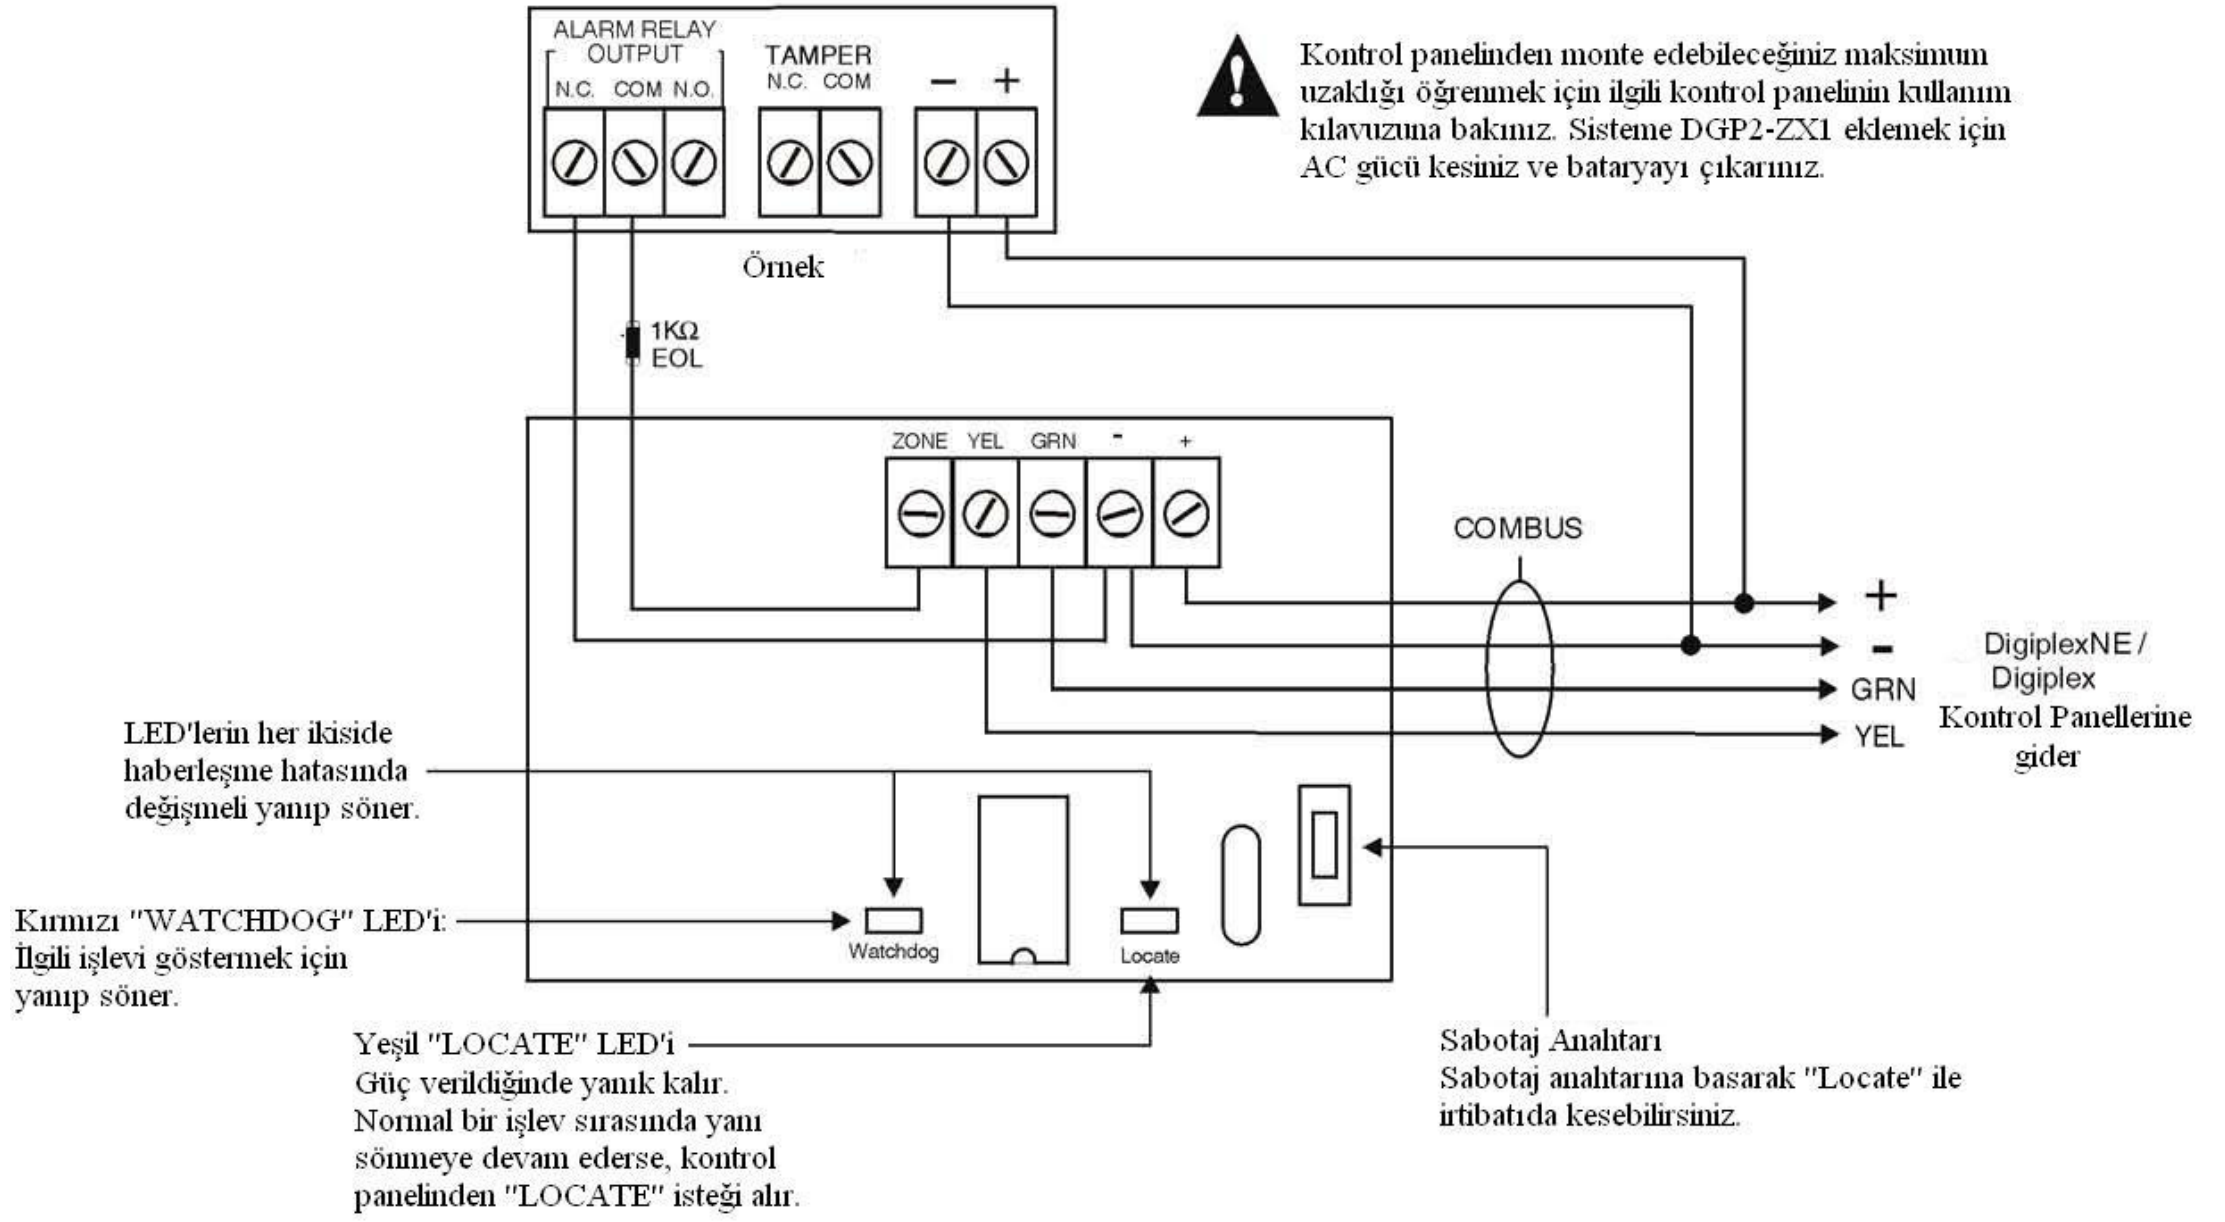 ALARM RELAY
OUTPUT
N.C. COM N.O.
TAMPER
N.C. COM
- +
Örnek
Kontrol panelinden monte edebileceğiniz maksimum
uzaklığı öğrenmek için ilgili kontrol panelinin kullanım
kılavuzuna bakınız. Sisteme DGP2-ZX1 eklemek için
AC gücü kesiniz ve bataryayı çıkarınız.
1KΩ
EOL
ZONE YEL GRN - +
COMBUS
+
-
GRN
YEL
DigiplexNE /
Digiplex
Kontrol Panellerine
gider
LED'lerin her ikiside
haberleşme hatasında
değişmeli yanıp söner.
Kırmızı "WATCHDOG" LED'i:
İlgili işlevi göstermek için
yanıp söner.
Watchdog
Locate
Yeşil "LOCATE" LED'i
Güç verildiğinde yanık kalır.
Normal bir işlev sırasında yanı
sönmeye devam ederse, kontrol
panelinden "LOCATE" isteği alır.
Sabotaj Anahtarı
Sabotaj anahtarına basarak "Locate" ile
irtibatıda kesebilirsiniz.